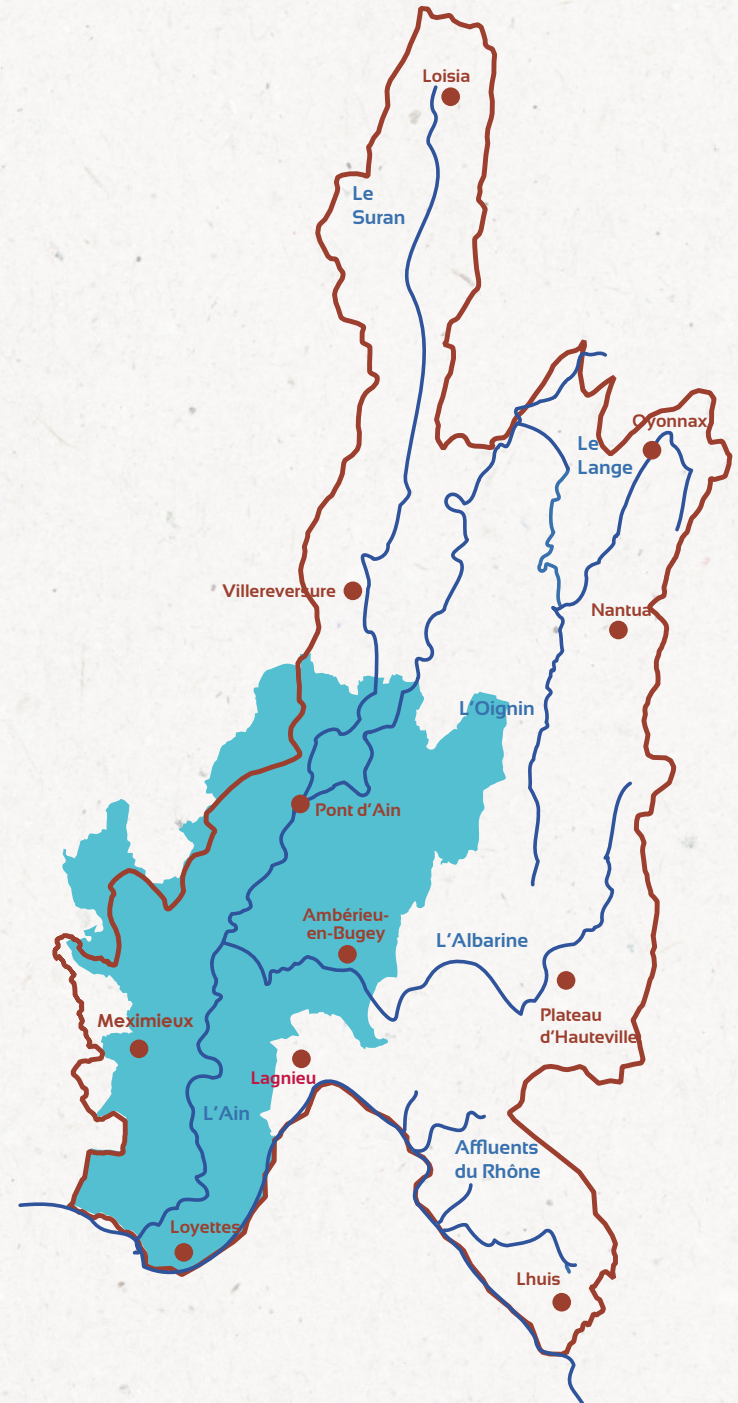 Loisia
Le
Suran
Oyonnax
Le
Lange
Villereversure
Nantua
L'Oignin
Pont d'Ain
Ambérieu-
en-Bugey
L'Albarine
Plateau
d'Hauteville
Meximieux
Lagnieu
L'Ain
Affluents
du Rhône
Loyettes
Lhuis